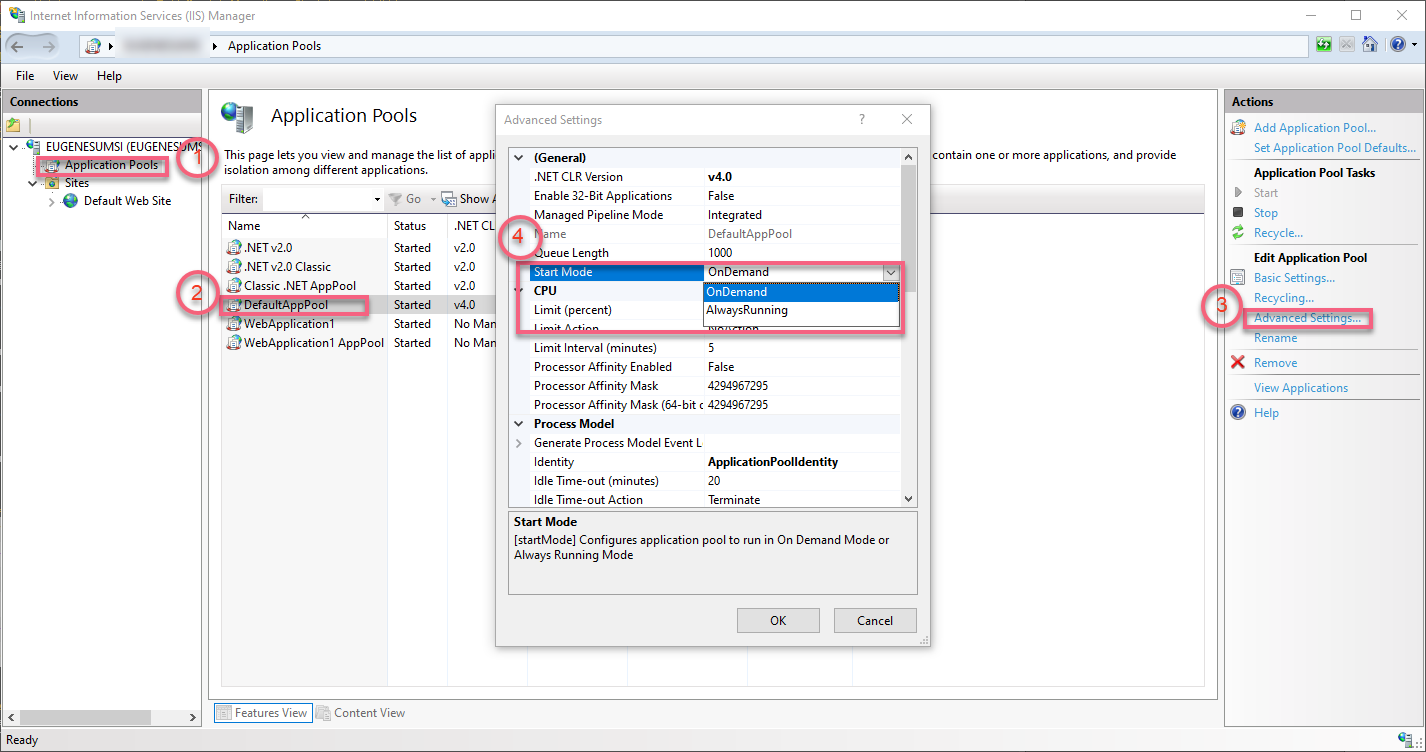 Internet Information Services (IIS) Manager
Application Pools
File View Help
Connections
EUGENESUMSI (EUGENESUMS
Application Pools
Sites
Default Web Site
1
Application Pools
This page lets you view and manage the list of appli
contain one or more applications, and provide
isolation among different applications.
Filter: Go Show A
Name Status .NET CL
.NET v2.0 Started v2.0
.NET v2.0 Classic Started v2.0
Classic .NET AppPool Started v2.0
2
DefaultAppPool Started v4.0
WebApplication1 Started No Man
WebApplication1 AppPool Started No Man
Advanced Settings ?
(General)
.NET CLR Version v4.0
Enable 32-Bit Applications False
Managed Pipeline Mode Integrated
4
Name DefaultAppPool
Queue Length 1000
Start Mode OnDemand
OnDemand
AlwaysRunning
CPU
Limit (percent)
Limit Action NoAction
Limit Interval (minutes) 5
Processor Affinity Enabled False
Processor Affinity Mask 4294967295
Processor Affinity Mask (64-bit c 4294967295
Process Model
Generate Process Model Event L
Identity ApplicationPoolIdentity
Idle Time-out (minutes) 20
Idle Time-out Action Terminate
Start Mode
[startMode] Configures application pool to run in On Demand Mode or
Always Running Mode
OK Cancel
Actions
Add Application Pool...
Set Application Pool Defaults...
Application Pool Tasks
Start
Stop
Recycle...
Edit Application Pool
Basic Settings...
Recycling...
3
Advanced Settings...
Rename
Remove
View Applications
Help
Features View Content View
Ready